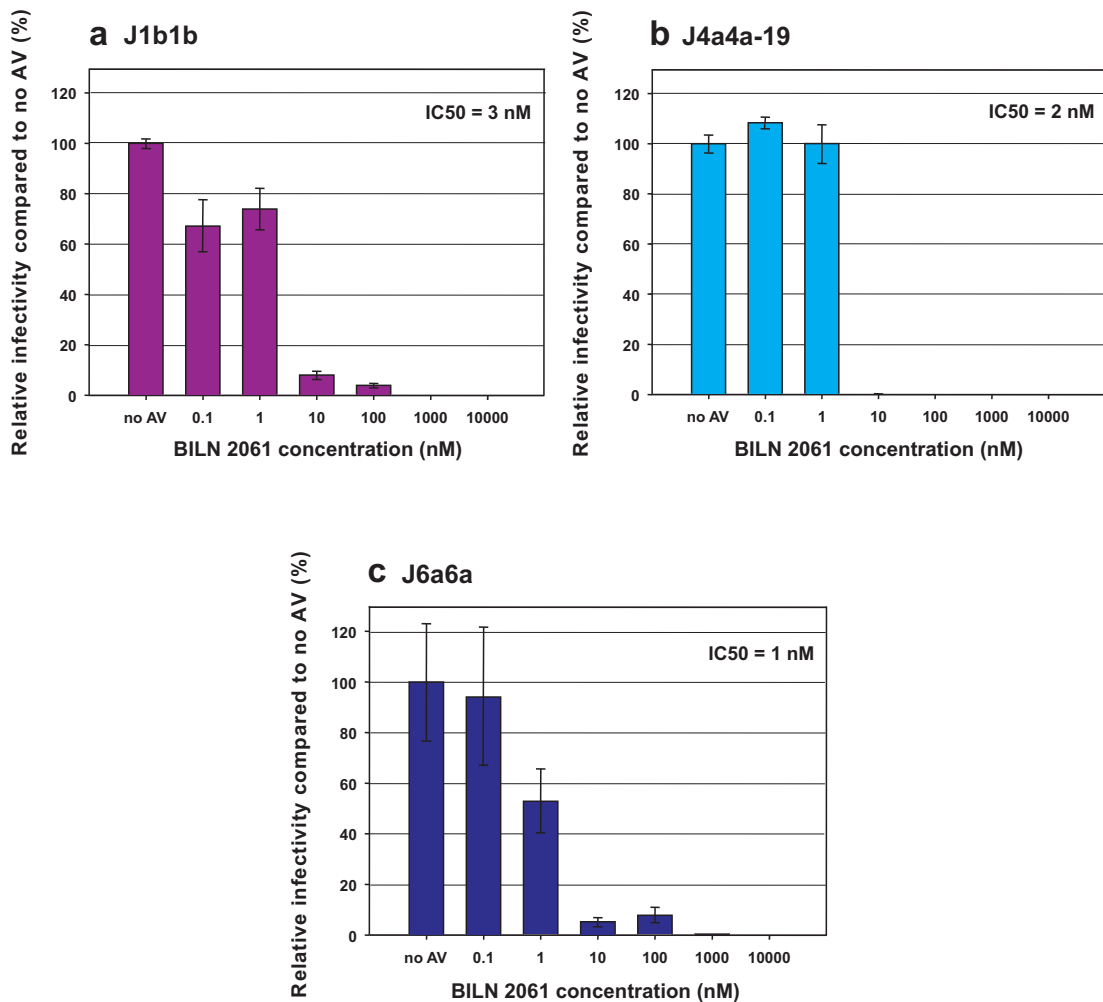 a J1b1b
Relative infectivity compared to no AV (%)
120
100
80
60
40
20
0
IC50 = 3 nM
no AV 0.1 1 10 100 1000 10000
BILN 2061 concentration (nM)
b J4a4a-19
Relative infectivity compared to no AV (%)
120
100
80
60
40
20
0
IC50 = 2 nM
no AV 0.1 1 10 100 1000 10000
BILN 2061 concentration (nM)
c J6a6a
Relative infectivity compared to no AV (%)
120
100
80
60
40
20
0
IC50 = 1 nM
no AV 0.1 1 10 100 1000 10000
BILN 2061 concentration (nM)